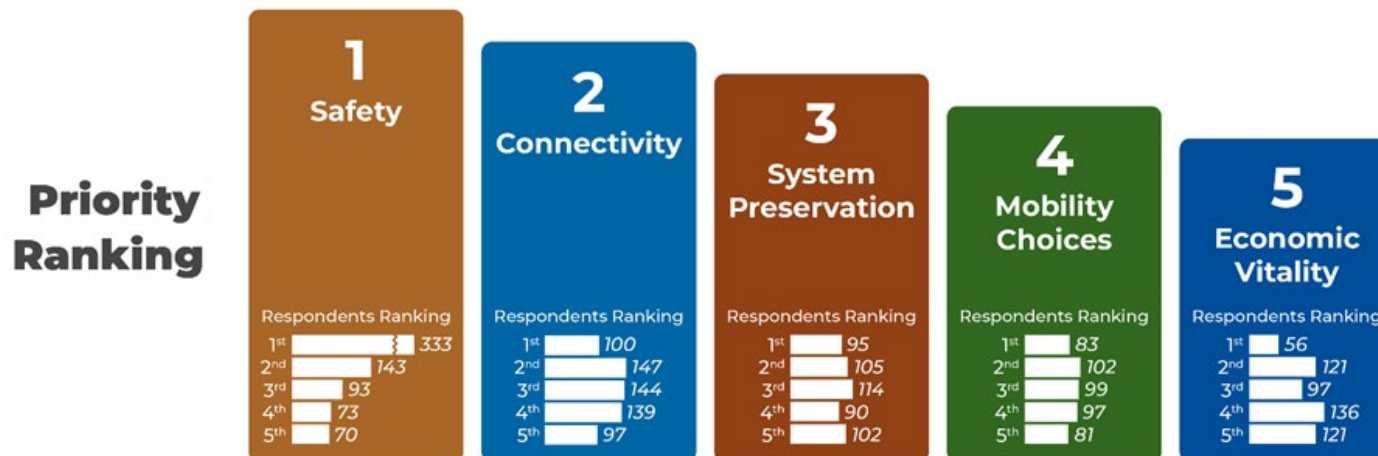 Priority
Ranking
1
Safety
Respondents Ranking
1st 333
2nd 143
3rd 93
4th 73
5th 70
2
Connectivity
Respondents Ranking
1st 100
2nd 147
3rd 144
4th 139
5th 97
3
System
Preservation
Respondents Ranking
1st 95
2nd 105
3rd 114
4th 90
5th 102
4
Mobility
Choices
Respondents Ranking
1st 83
2nd 102
3rd 99
4th 97
5th 81
5
Economic
Vitality
Respondents Ranking
1st 56
2nd 121
3rd 97
4th 136
5th 121